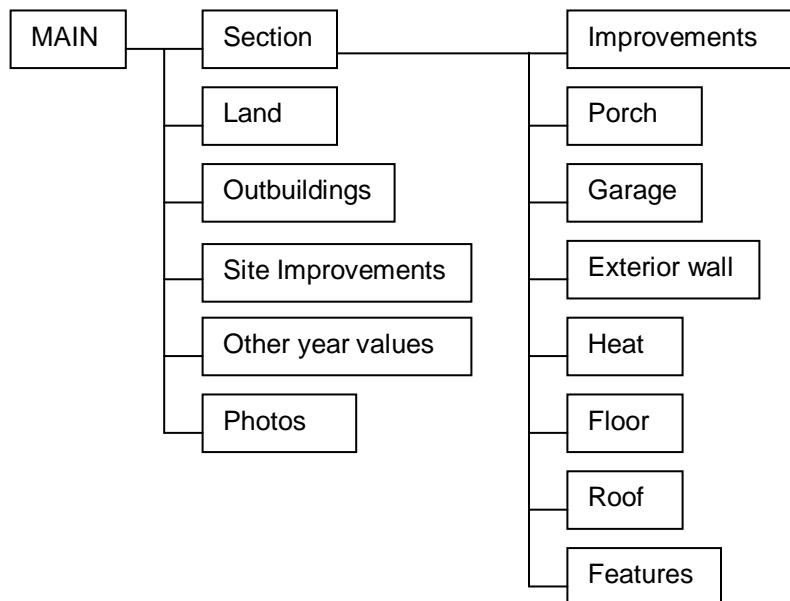 MAIN
Section
Land
Outbuildings
Site Improvements
Other year values
Photos
Improvements
Porch
Garage
Exterior wall
Heat
Floor
Roof
Features